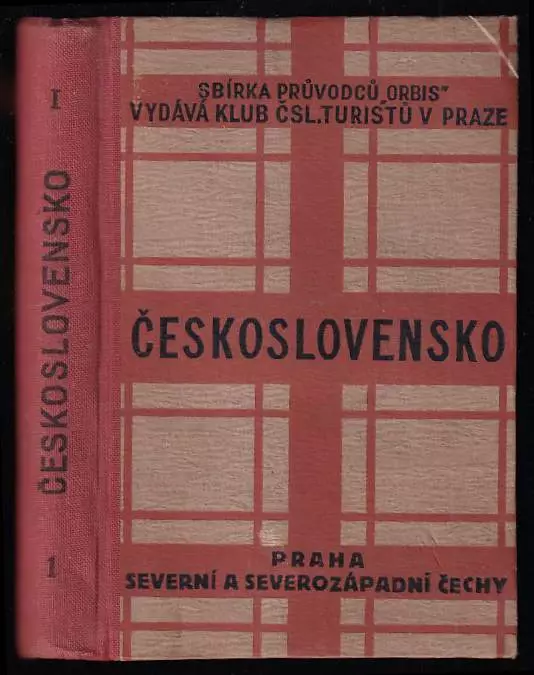 I
ČESKOSLOVENSKO
1
SBÍRKA PRŮVODCŮ „ORBIS"
VYDÁVÁ KLUB ČSL. TURISTŮ V PRAZE
ČESKOSLOVENSKO
PRAHA
SEVERNÍ A SEVEROZÁPADNÍ ČECHY